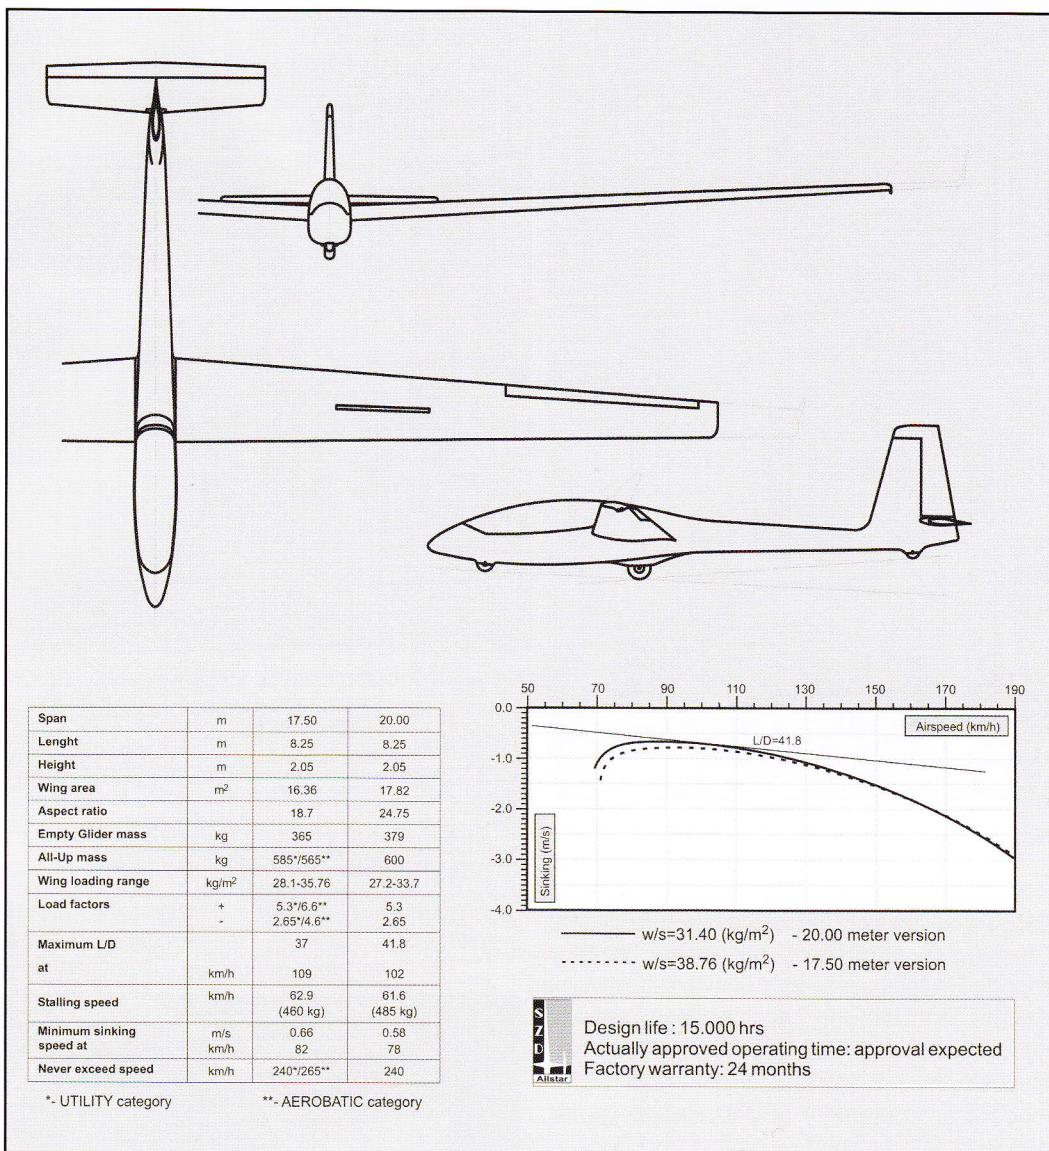 Span m 17.50 20.00
Lenght m 8.25 8.25
Height m 2.05 2.05
Wing area m² 16.36 17.82
Aspect ratio 18.7 24.75
Empty Glider mass kg 365 379
All-Up mass kg 585*/565** 600
Wing loading range kg/m² 28.1-35.76 27.2-33.7
Load factors + 5.3*/6.6** 5.3
- 2.65*/4.6** 2.65
Maximum L/D 37 41.8
at km/h 109 102
Stalling speed km/h 62.9 61.6
(460 kg) (485 kg)
Minimum sinking m/s 0.66 0.58
speed at km/h 82 78
Never exceed speed km/h 240*/265** 240
*- UTILITY category **- AEROBATIC category
50 70 90 110 130 150 170 190
0.0
Airspeed (km/h)
L/D=41.8
-1.0
-2.0
-3.0
-4.0
Sinking (m/s)
w/s=31.40 (kg/m²) - 20.00 meter version
w/s=38.76 (kg/m²) - 17.50 meter version
SZD
Allstar
Design life : 15.000 hrs
Actually approved operating time: approval expected
Factory warranty: 24 months